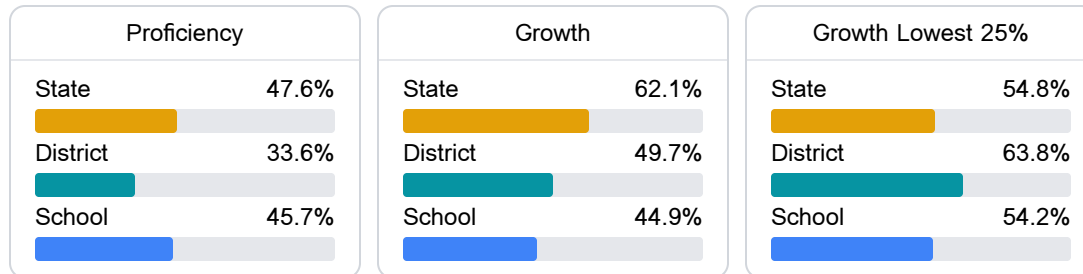 Proficiency
State 47.6%
District 33.6%
School 45.7%
Growth
State 62.1%
District 49.7%
School 44.9%
Growth Lowest 25%
State 54.8%
District 63.8%
School 54.2%